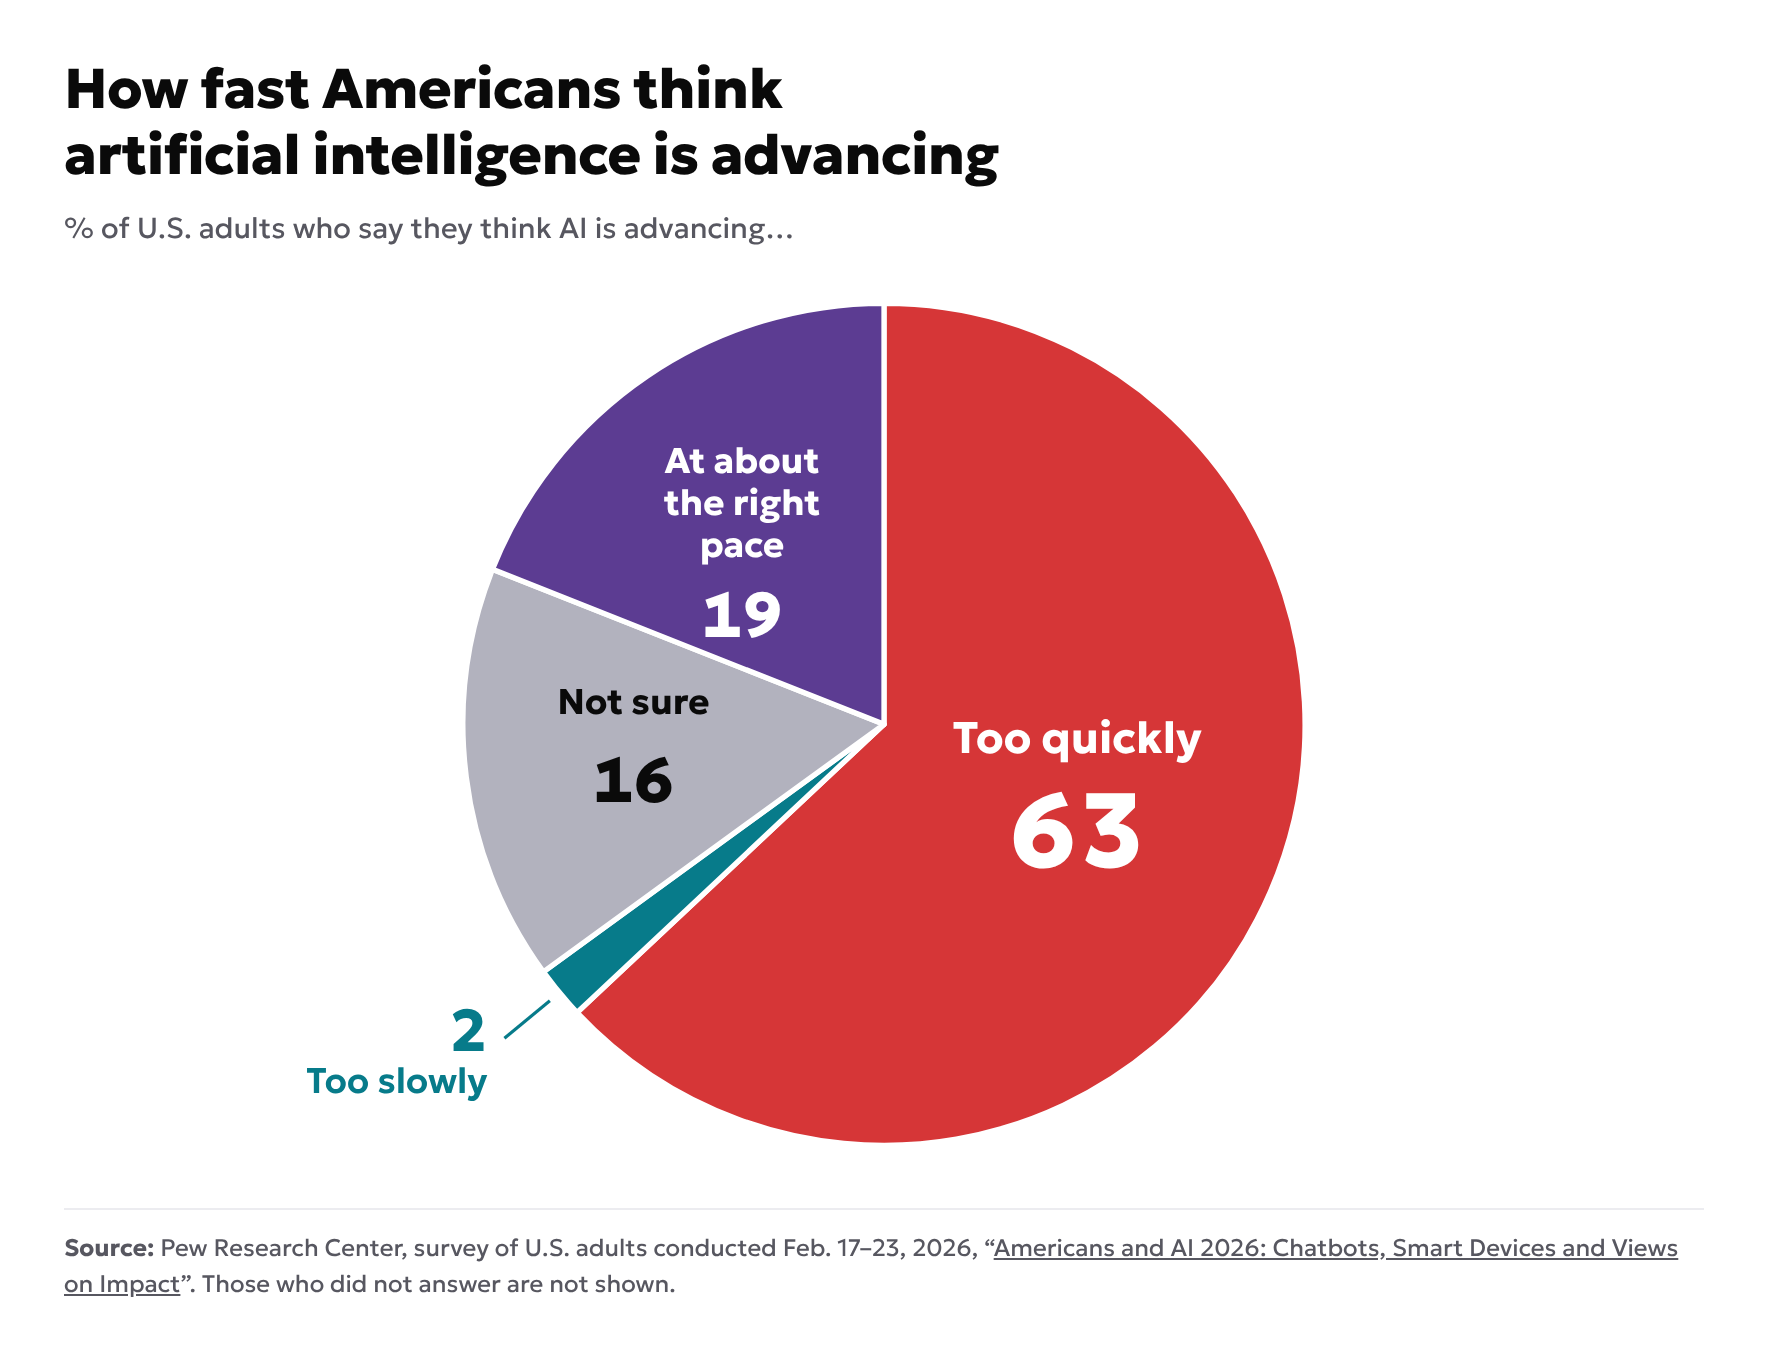 How fast Americans think
artificial intelligence is advancing
% of U.S. adults who say they think AI is advancing…
At about
the right
pace
19
Not sure
16
Too quickly
63
2
Too slowly
Source: Pew Research Center, survey of U.S. adults conducted Feb. 17–23, 2026, “Americans and AI 2026: Chatbots, Smart Devices and Views
on Impact”. Those who did not answer are not shown.